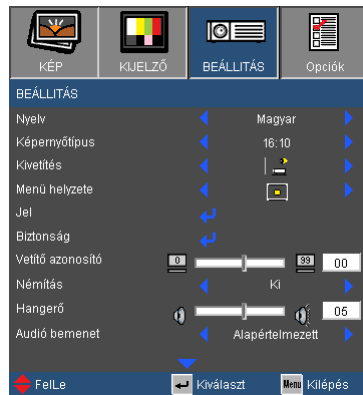 KÉP KIJELZŐ BEÁLLITÁS Opciók
BEÁLLITÁS
Nyelv Magyar
Képernyőtípus 16:10
Kivetítés
Menü helyzete
Jel
Biztonság
Vetítő azonosító 0 99 00
Némítás Ki
Hangerő 05
Audió bemenet Alapértelmezett
FelLe Kiválaszt Menu Kilépés